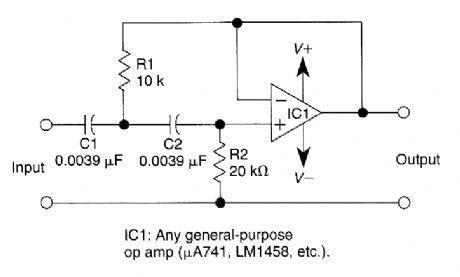 R1
10 k
V+
−
IC1
+
C1
0.0039 μF
C2
0.0039 μF
R2
20 kΩ
V−
Input
Output
IC1: Any general-purpose
op amp (μA741, LM1458, etc.).